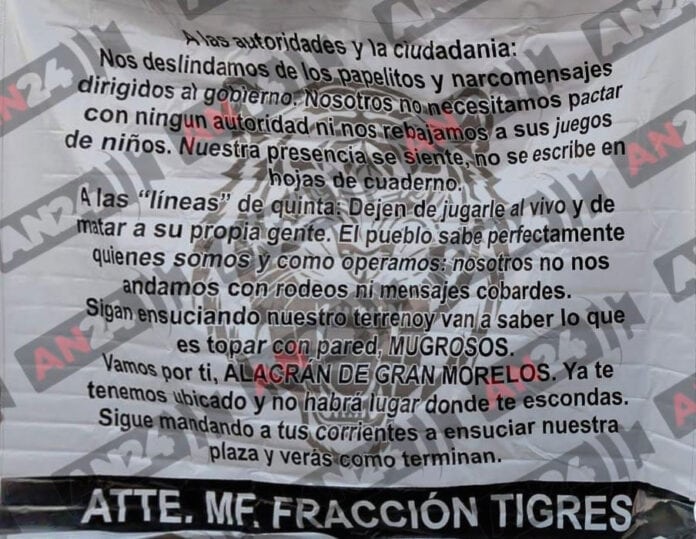 A las autoridades y la ciudadania:
Nos deslindamos de los papelitos y narcomensajes
dirigidos al gobierno. Nosotros no necesitamos pactar
con ningun autoridad ni nos rebajamos a sus juegos
de niños. Nuestra presencia se siente, no se escribe en
hojas de cuaderno.
A las "líneas" de quinta: Dejen de jugarle al vivo y de
matar a su propia gente. El pueblo sabe perfectamente
quienes somos y como operamos: nosotros no nos
andamos con rodeos ni mensajes cobardes.
Sigan ensuciando nuestro terrenoy van a saber lo que
es topar con pared, MUGROSOS.
Vamos por ti, ALACRÁN DE GRAN MORELOS. Ya te
tenemos ubicado y no habrá lugar donde te escondas.
Sigue mandando a tus corrientes a ensuciar nuestra
plaza y verás como terminan.
ATTE. MF. FRACCIÓN TIGRES
AN24